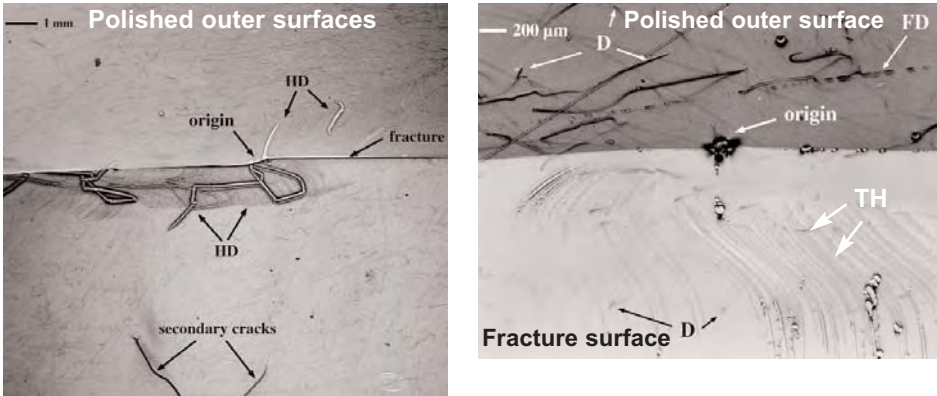 Polished outer surfaces
1 mm
HD
origin
fracture
HD
secondary cracks
Polished outer surface
200 µm
D
FD
origin
TH
D
Fracture surface